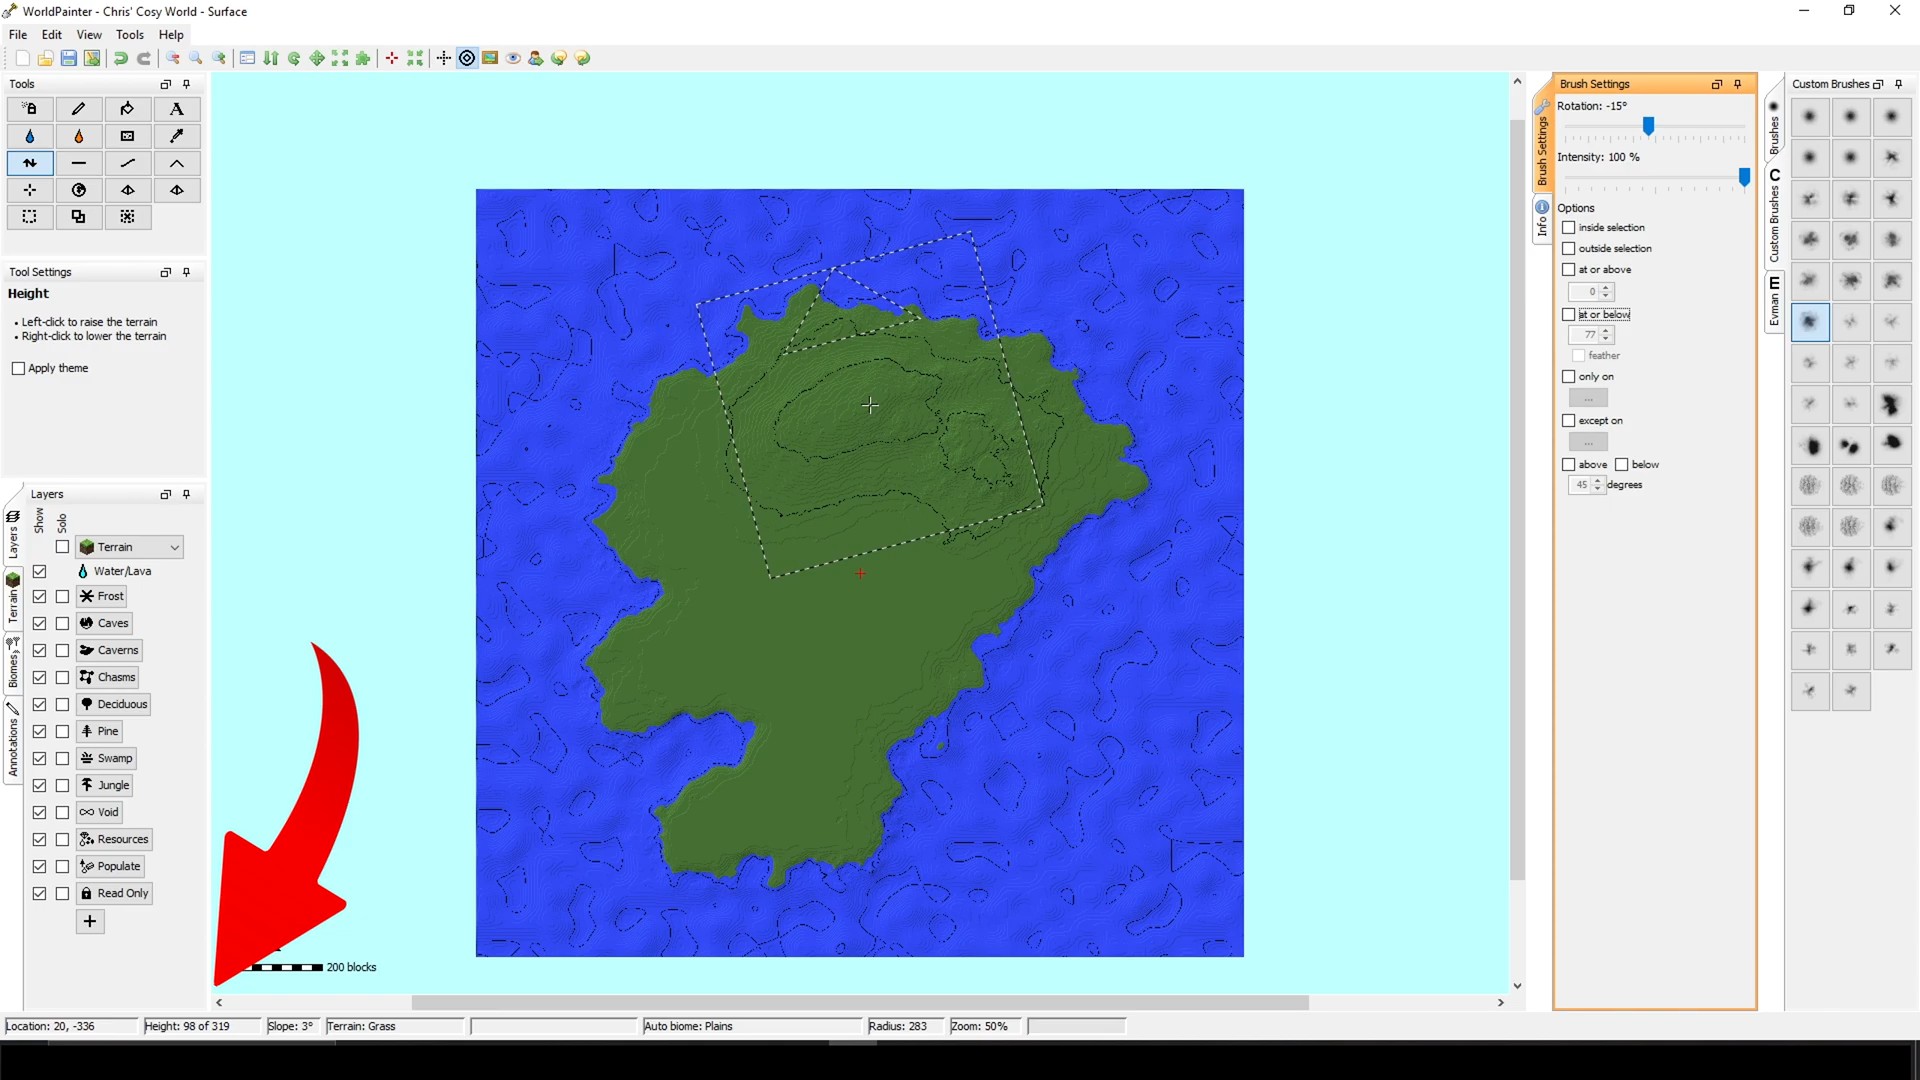 WorldPainter - Chris' Cosy World - Surface
File Edit View Tools Help
Tools
A
Tool Settings
Height
• Left-click to raise the terrain
• Right-click to lower the terrain
Apply theme
Layers
Show Solo
Layers
Terrain
Biomes
Annotations
Terrain
Water/Lava
Frost
Caves
Caverns
Chasms
Deciduous
Pine
Swamp
Jungle
Void
Resources
Populate
Read Only
+
200 blocks
Brush Settings
Info
Brush Settings
Rotation: -15°
Intensity: 100 %
Options
inside selection
outside selection
at or above
0
at or below
77
feather
only on
...
except on
...
above below
45 degrees
Brushes
C Custom Brushes
E Evman
Custom Brushes
Location: 20, -336
Height: 98 of 319
Slope: 3°
Terrain: Grass
Auto biome: Plains
Radius: 283
Zoom: 50%